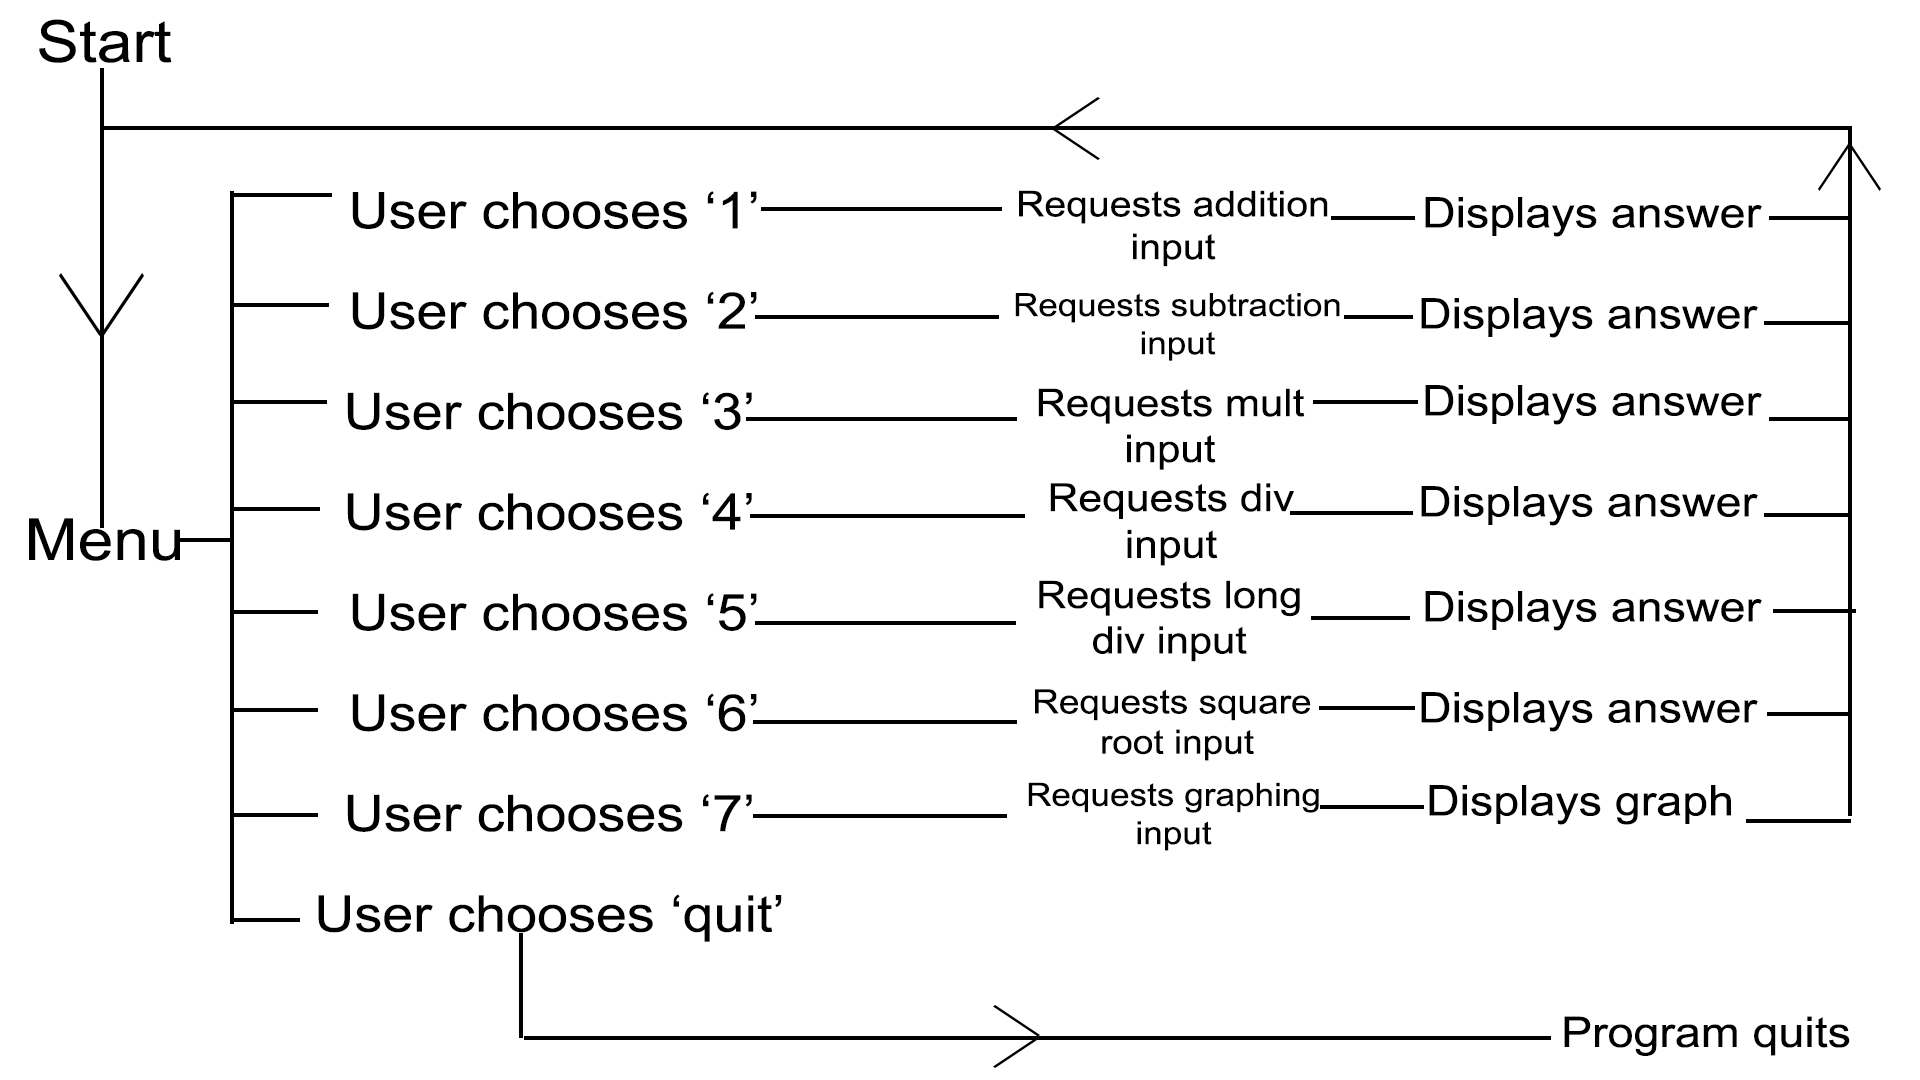 Start
User chooses ‘1’
Requests addition
input
Displays answer
User chooses ‘2’
Requests subtraction
input
Displays answer
User chooses ‘3’
Requests mult
input
Displays answer
Menu
User chooses ‘4’
Requests div
input
Displays answer
User chooses ‘5’
Requests long
div input
Displays answer
User chooses ‘6’
Requests square
root input
Displays answer
User chooses ‘7’
Requests graphing
input
Displays graph
User chooses ‘quit’
Program quits